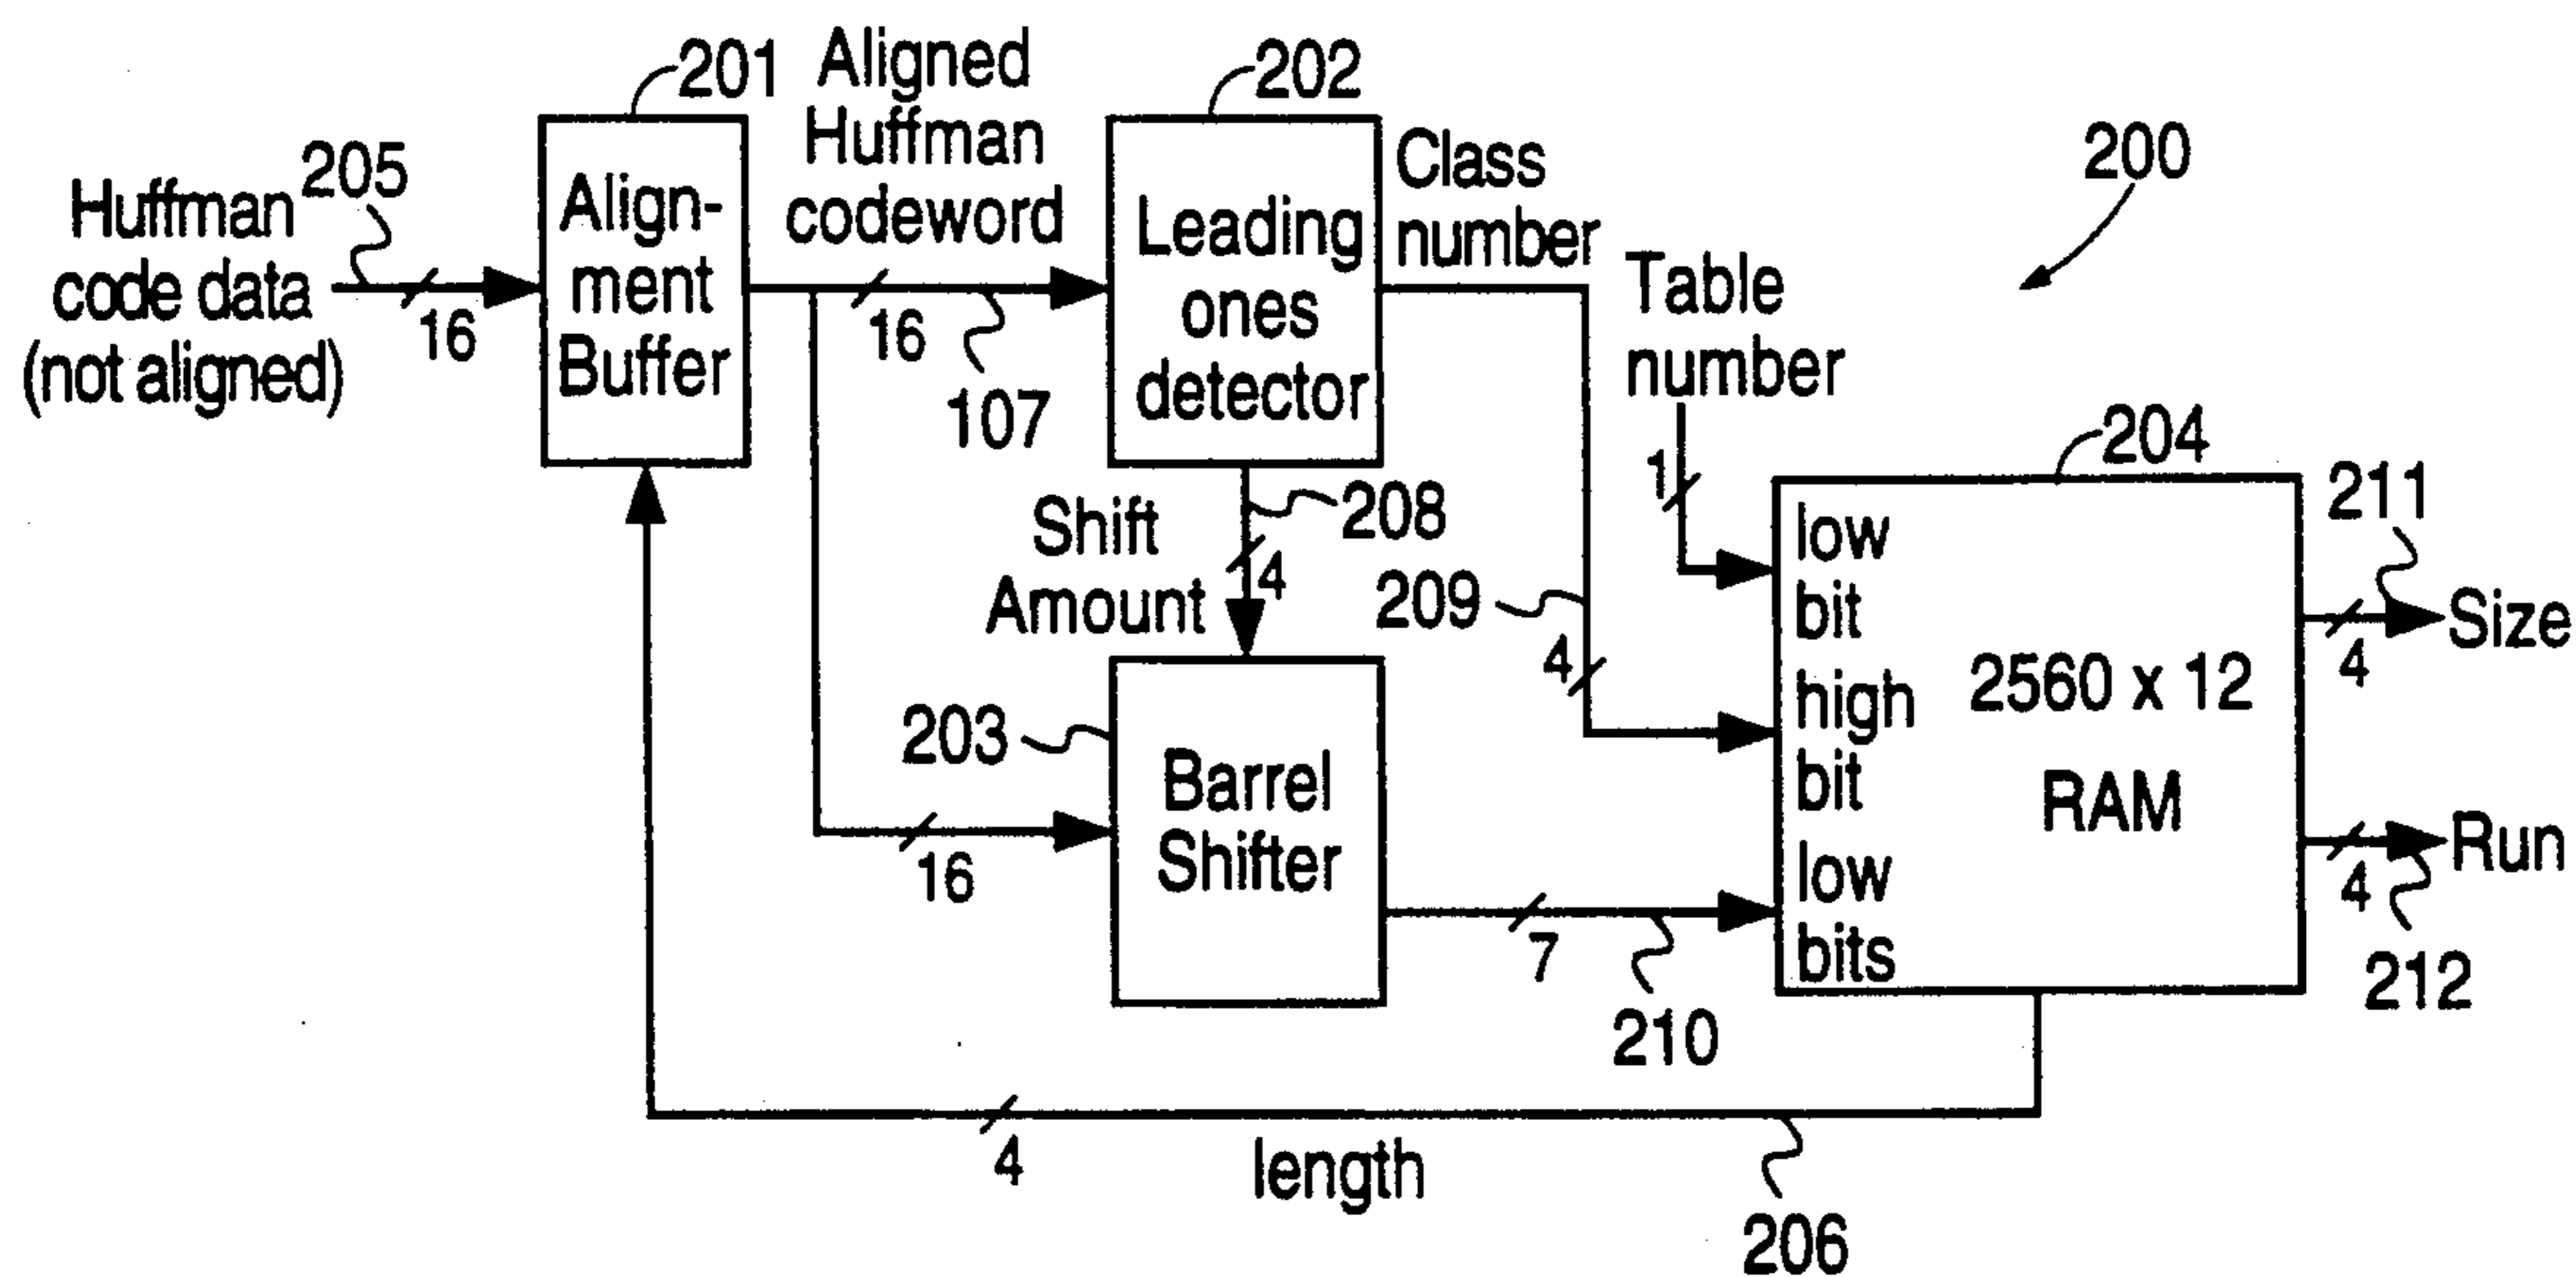 201
Aligned
Huffman
codeword
202
Class
number
200
205
Huffman
code data
(not aligned)
16
Align-
ment
Buffer
16
107
Leading
ones
detector
Table
number
1
204
Shift
Amount
208
4
209
4
low
bit
high
bit
low
bits
2560 x 12
RAM
211
Size
4
Run
4
212
203
Barrel
Shifter
16
7
210
4
length
206